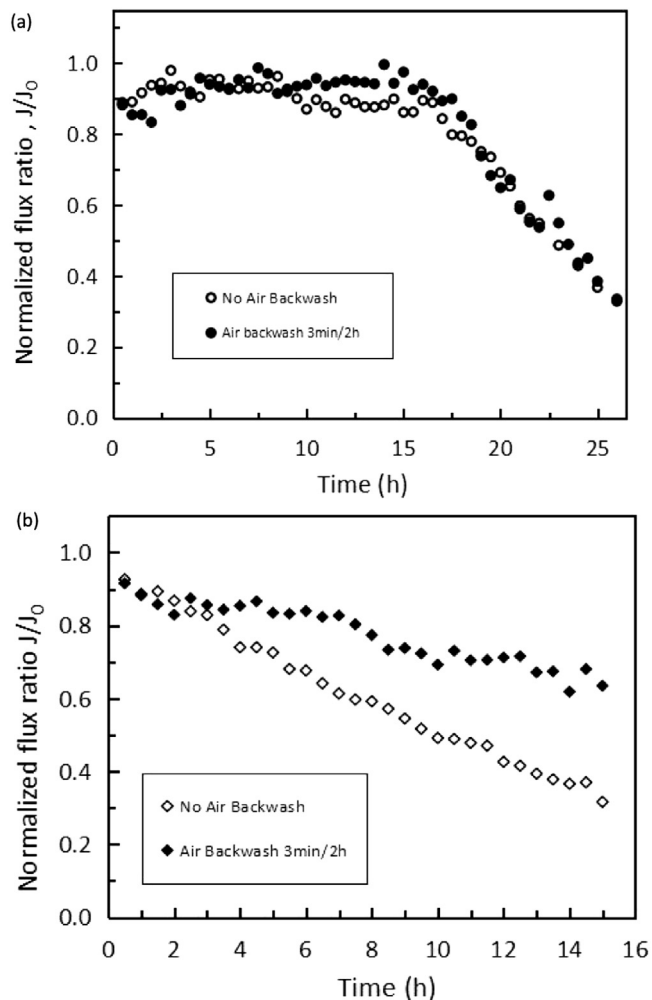 (a)
Normalized flux ratio , J/J₀
1.0
0.8
0.6
0.4
0.2
0.0
No Air Backwash
Air backwash 3min/2h
0 5 10 15 20 25
Time (h)
(b)
Normalized flux ratio J/J₀
1.0
0.8
0.6
0.4
0.2
0.0
No Air Backwash
Air Backwash 3min/2h
0 2 4 6 8 10 12 14 16
Time (h)